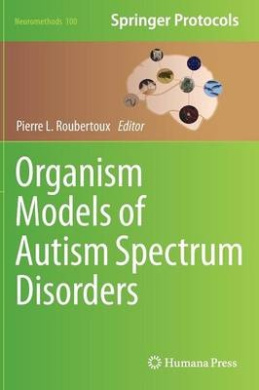 Neuromethods 100
Springer Protocols
Pierre L. Roubertoux Editor
Organism
Models of
Autism Spectrum
Disorders
Humana Press